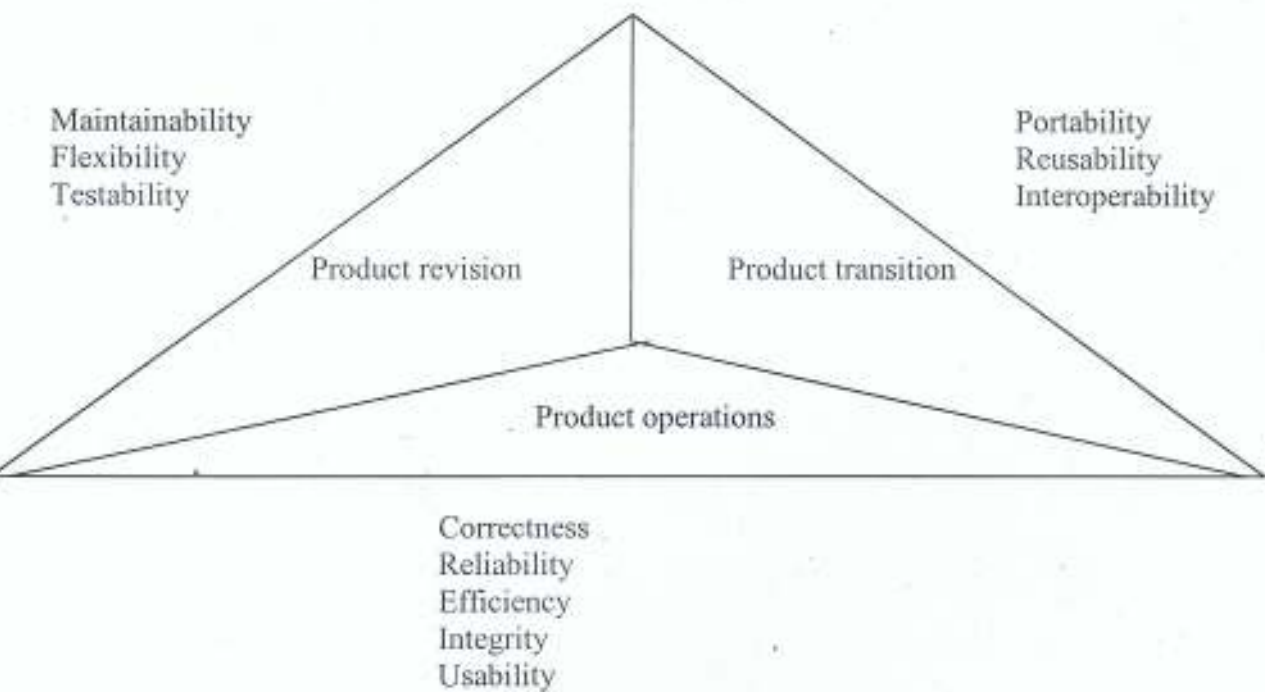 Maintainability
Flexibility
Testability
Portability
Reusability
Interoperability
Product revision
Product transition
Product operations
Correctness
Reliability
Efficiency
Integrity
Usability